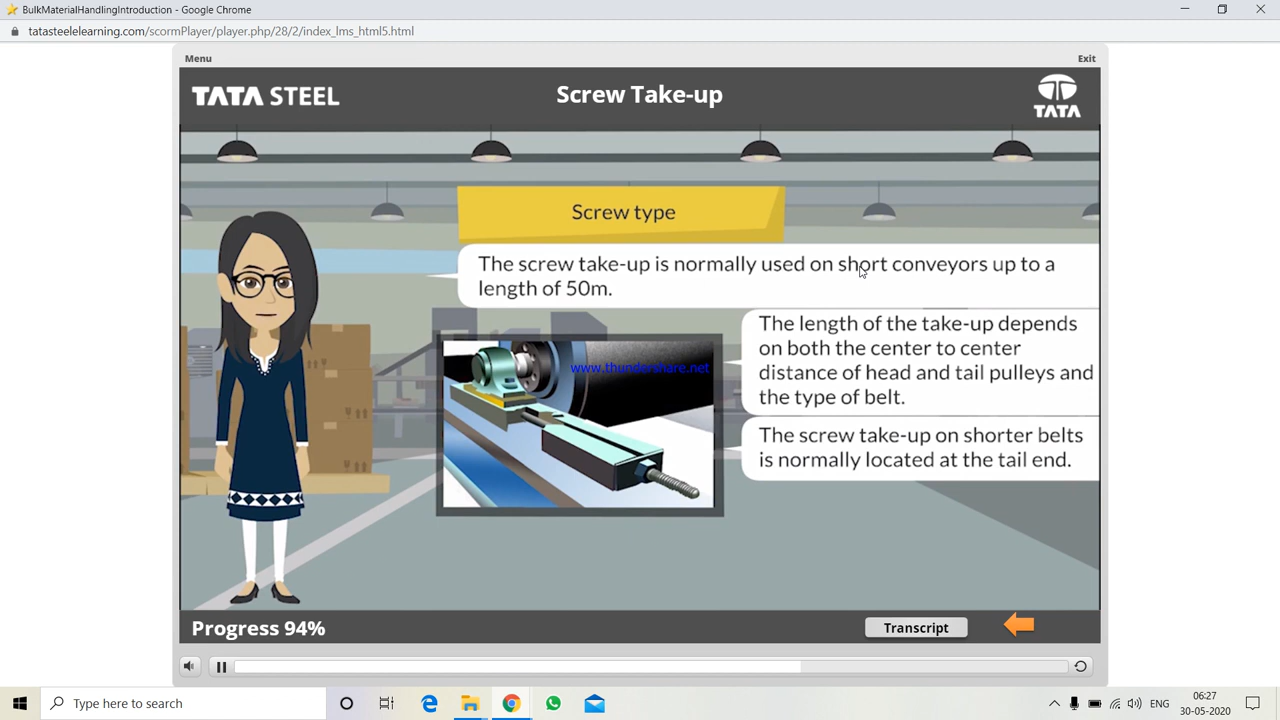 BulkMaterialHandlingIntroduction - Google Chrome
tatasteelelearning.com/scormPlayer/player.php/28/2/index_lms_html5.html
Menu
Exit
TATA STEEL
Screw Take-up
TATA
Screw type
The screw take-up is normally used on short conveyors up to a
length of 50m.
The length of the take-up depends
on both the center to center
distance of head and tail pulleys and
the type of belt.
www.thundershare.net
The screw take-up on shorter belts
is normally located at the tail end.
Progress 94%
Transcript
Type here to search
ENG
06:27
30-05-2020